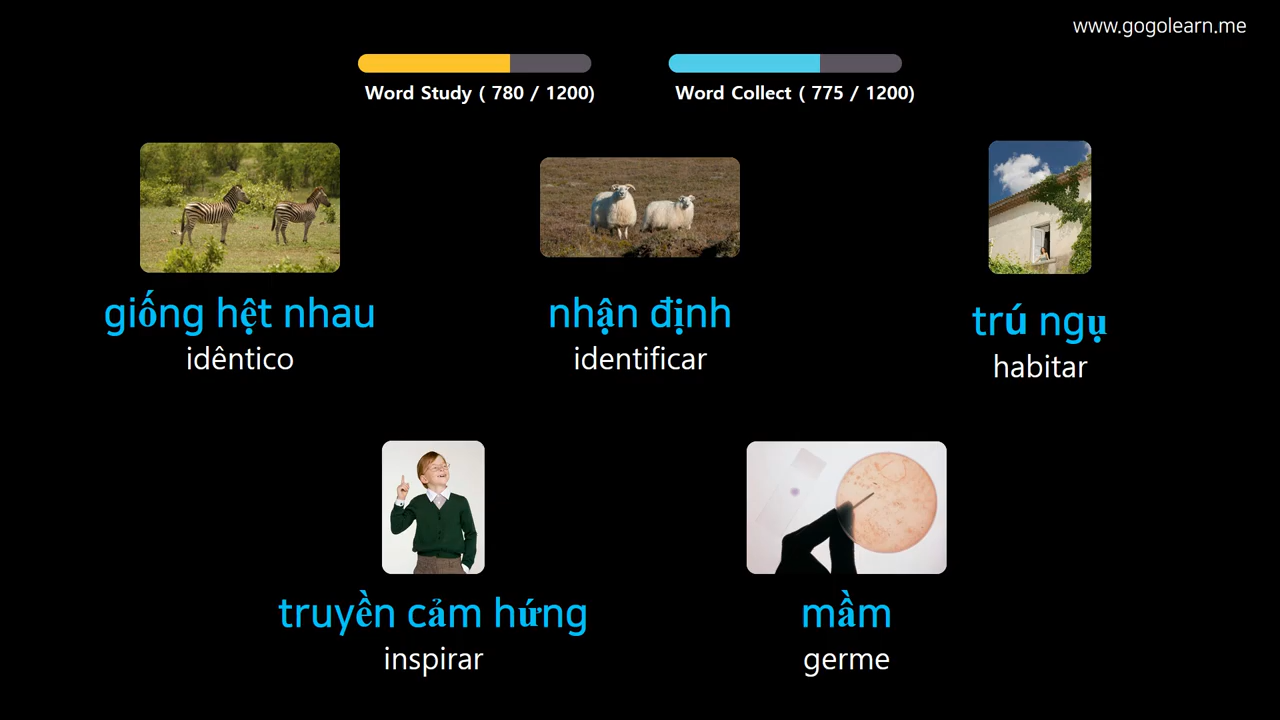 www.gogolearn.me
Word Study ( 780 / 1200)
Word Collect ( 775 / 1200)
giống hệt nhau
idêntico
nhận định
identificar
trú ngụ
habitar
truyền cảm hứng
inspirar
mầm
germe